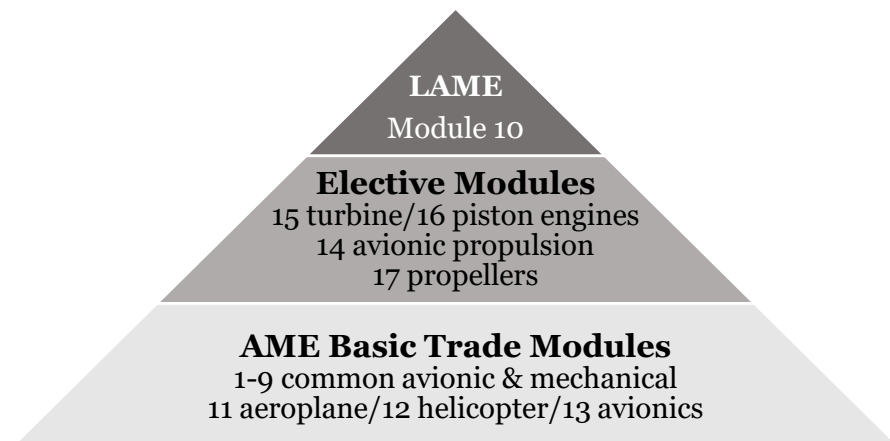 LAME
Module 10
Elective Modules
15 turbine/16 piston engines
14 avionic propulsion
17 propellers
AME Basic Trade Modules
1-9 common avionic & mechanical
11 aeroplane/12 helicopter/13 avionics